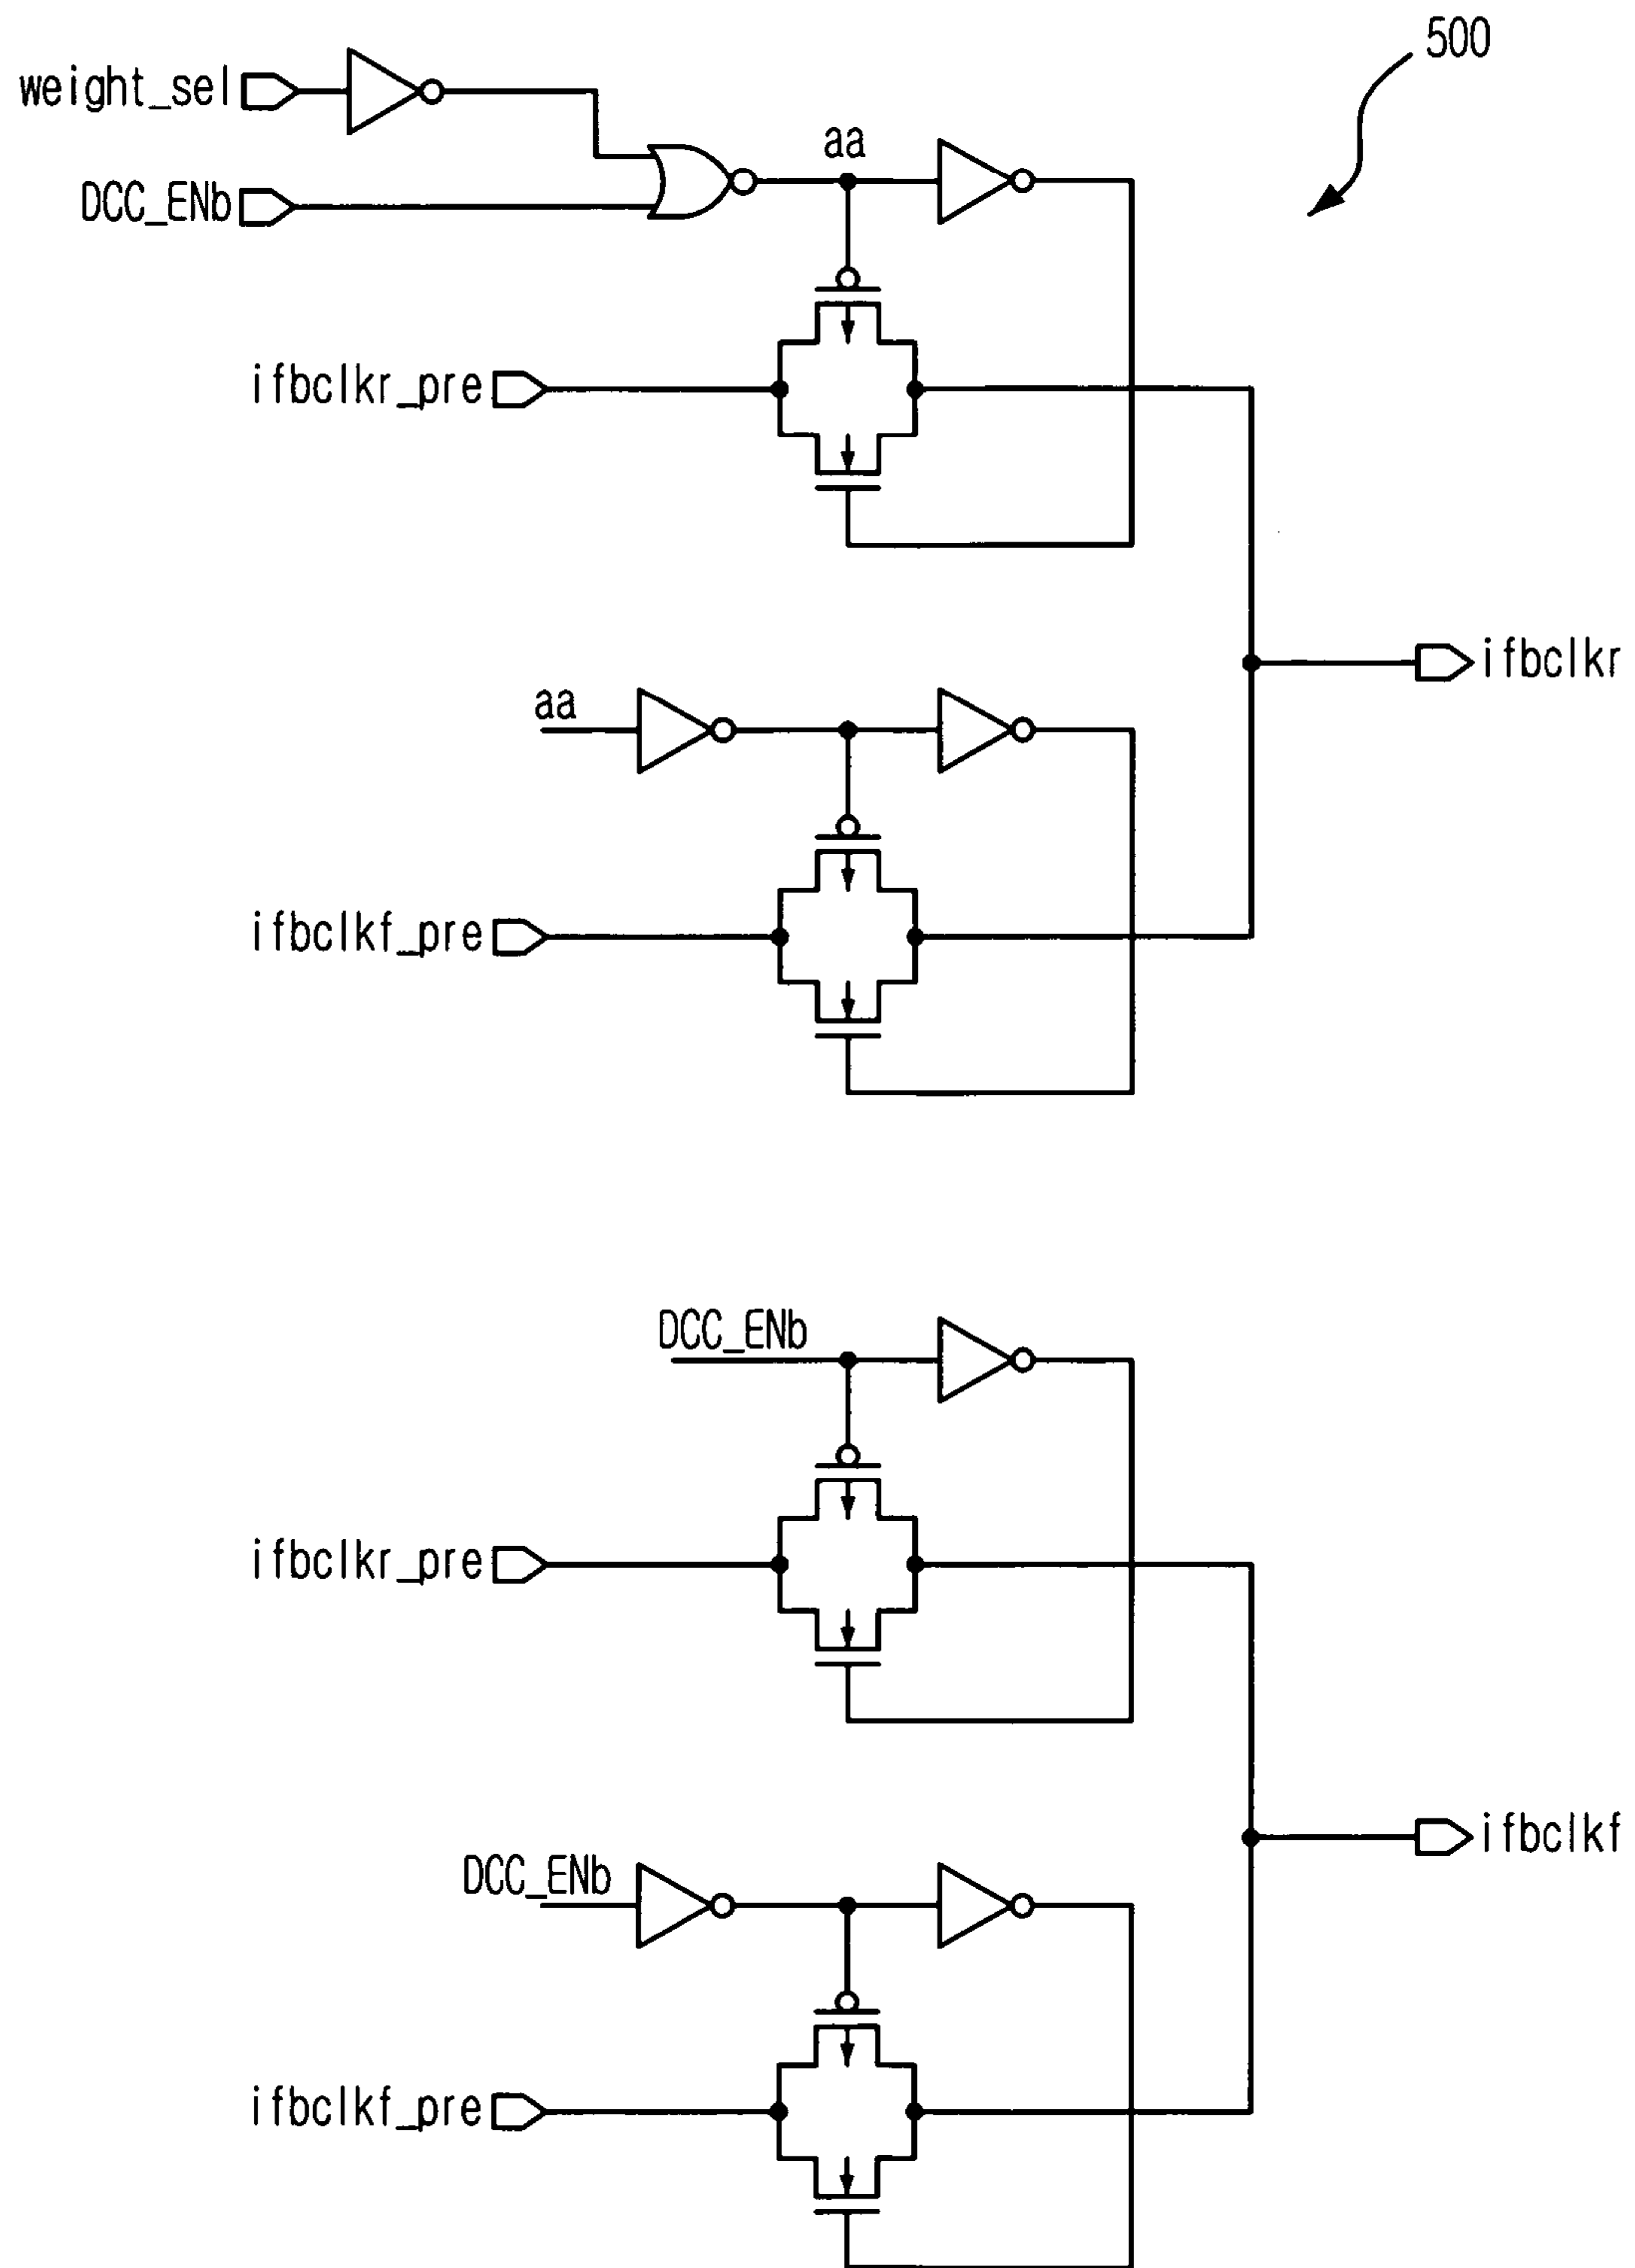 500
weight_sel
DCC_ENb
aa
ifbclkr_pre
ifbclkr
aa
ifbclkf_pre
DCC_ENb
ifbclkr_pre
ifbclkf
DCC_ENb
ifbclkf_pre